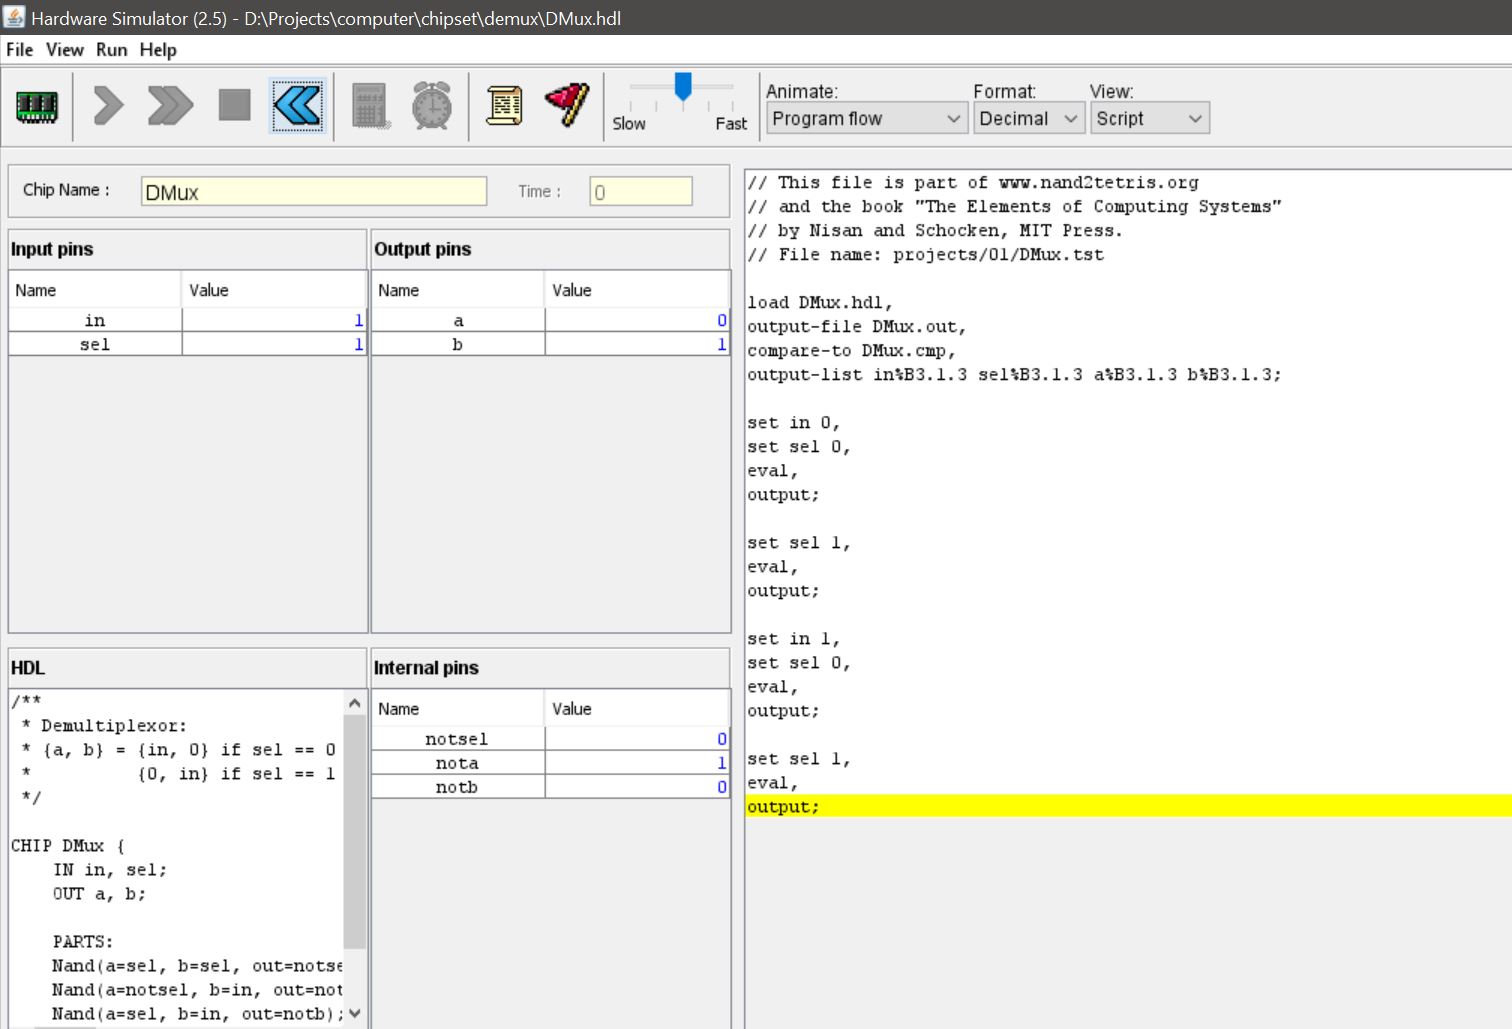 Hardware Simulator (2.5) - D:\Projects\computer\chipset\demux\DMux.hdl
File View Run Help
Slow Fast
Animate: Format: View:
Program flow Decimal Script
Chip Name : DMux Time : 0
Input pins
Name Value
in 1
sel 1
Output pins
Name Value
a 0
b 1
HDL
/**
* Demultiplexor:
* {a, b} = {in, 0} if sel == 0
* {0, in} if sel == 1
*/
CHIP DMux {
IN in, sel;
OUT a, b;
PARTS:
Nand(a=sel, b=sel, out=notse
Nand(a=notsel, b=in, out=not
Nand(a=sel, b=in, out=notb);
Internal pins
Name Value
notsel 0
nota 1
notb 0
// This file is part of www.nand2tetris.org
// and the book "The Elements of Computing Systems"
// by Nisan and Schocken, MIT Press.
// File name: projects/01/DMux.tst
load DMux.hdl,
output-file DMux.out,
compare-to DMux.cmp,
output-list in%B3.1.3 sel%B3.1.3 a%B3.1.3 b%B3.1.3;
set in 0,
set sel 0,
eval,
output;
set sel 1,
eval,
output;
set in 1,
set sel 0,
eval,
output;
set sel 1,
eval,
output;